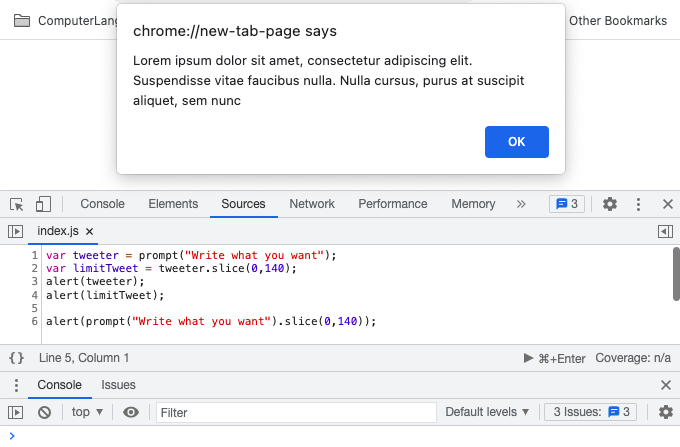 ComputerLang
Other Bookmarks
chrome://new-tab-page says
Lorem ipsum dolor sit amet, consectetur adipiscing elit.
Suspendisse vitae faucibus nulla. Nulla cursus, purus at suscipit
aliquet, sem nunc
OK
Console Elements Sources Network Performance Memory » 3
index.js ×
1 var tweeter = prompt("Write what you want");
2 var limitTweet = tweeter.slice(0,140);
3 alert(tweeter);
4 alert(limitTweet);
5
6 alert(prompt("Write what you want").slice(0,140));
{} Line 5, Column 1 ⌘+Enter Coverage: n/a
Console Issues
top ▼ Filter Default levels ▼ 3 Issues: 3
›